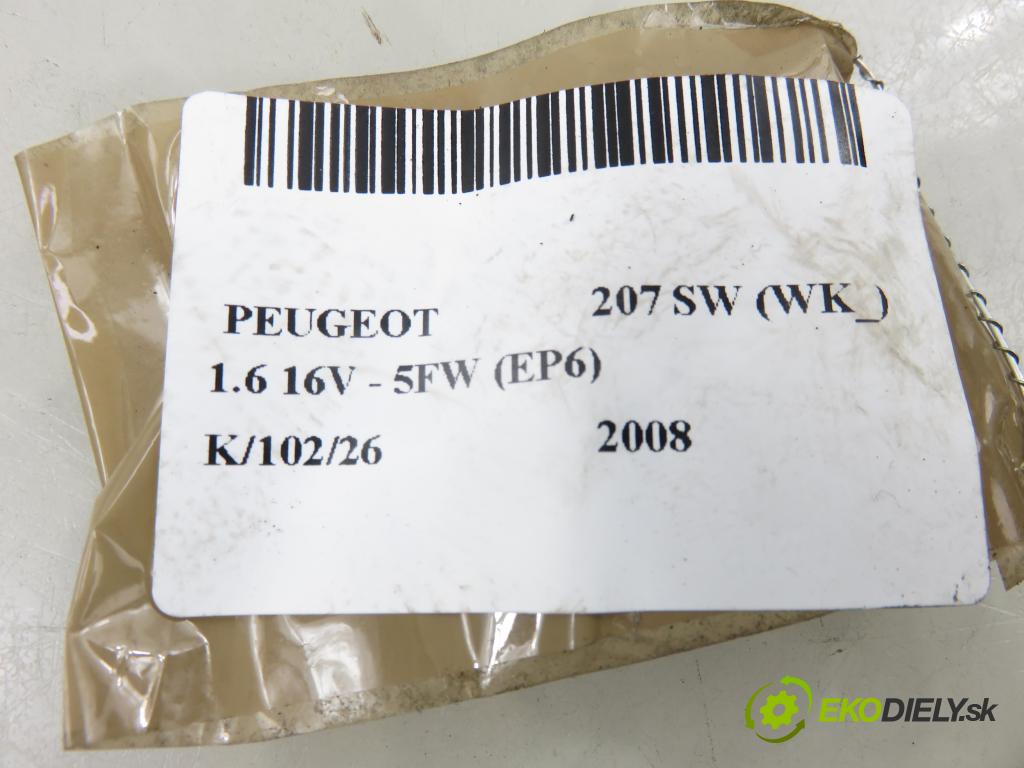 PEUGEOT 207 SW (WK_)
1.6 16V - 5FW (EP6)
K/102/26 2008
EKODIELY.sk